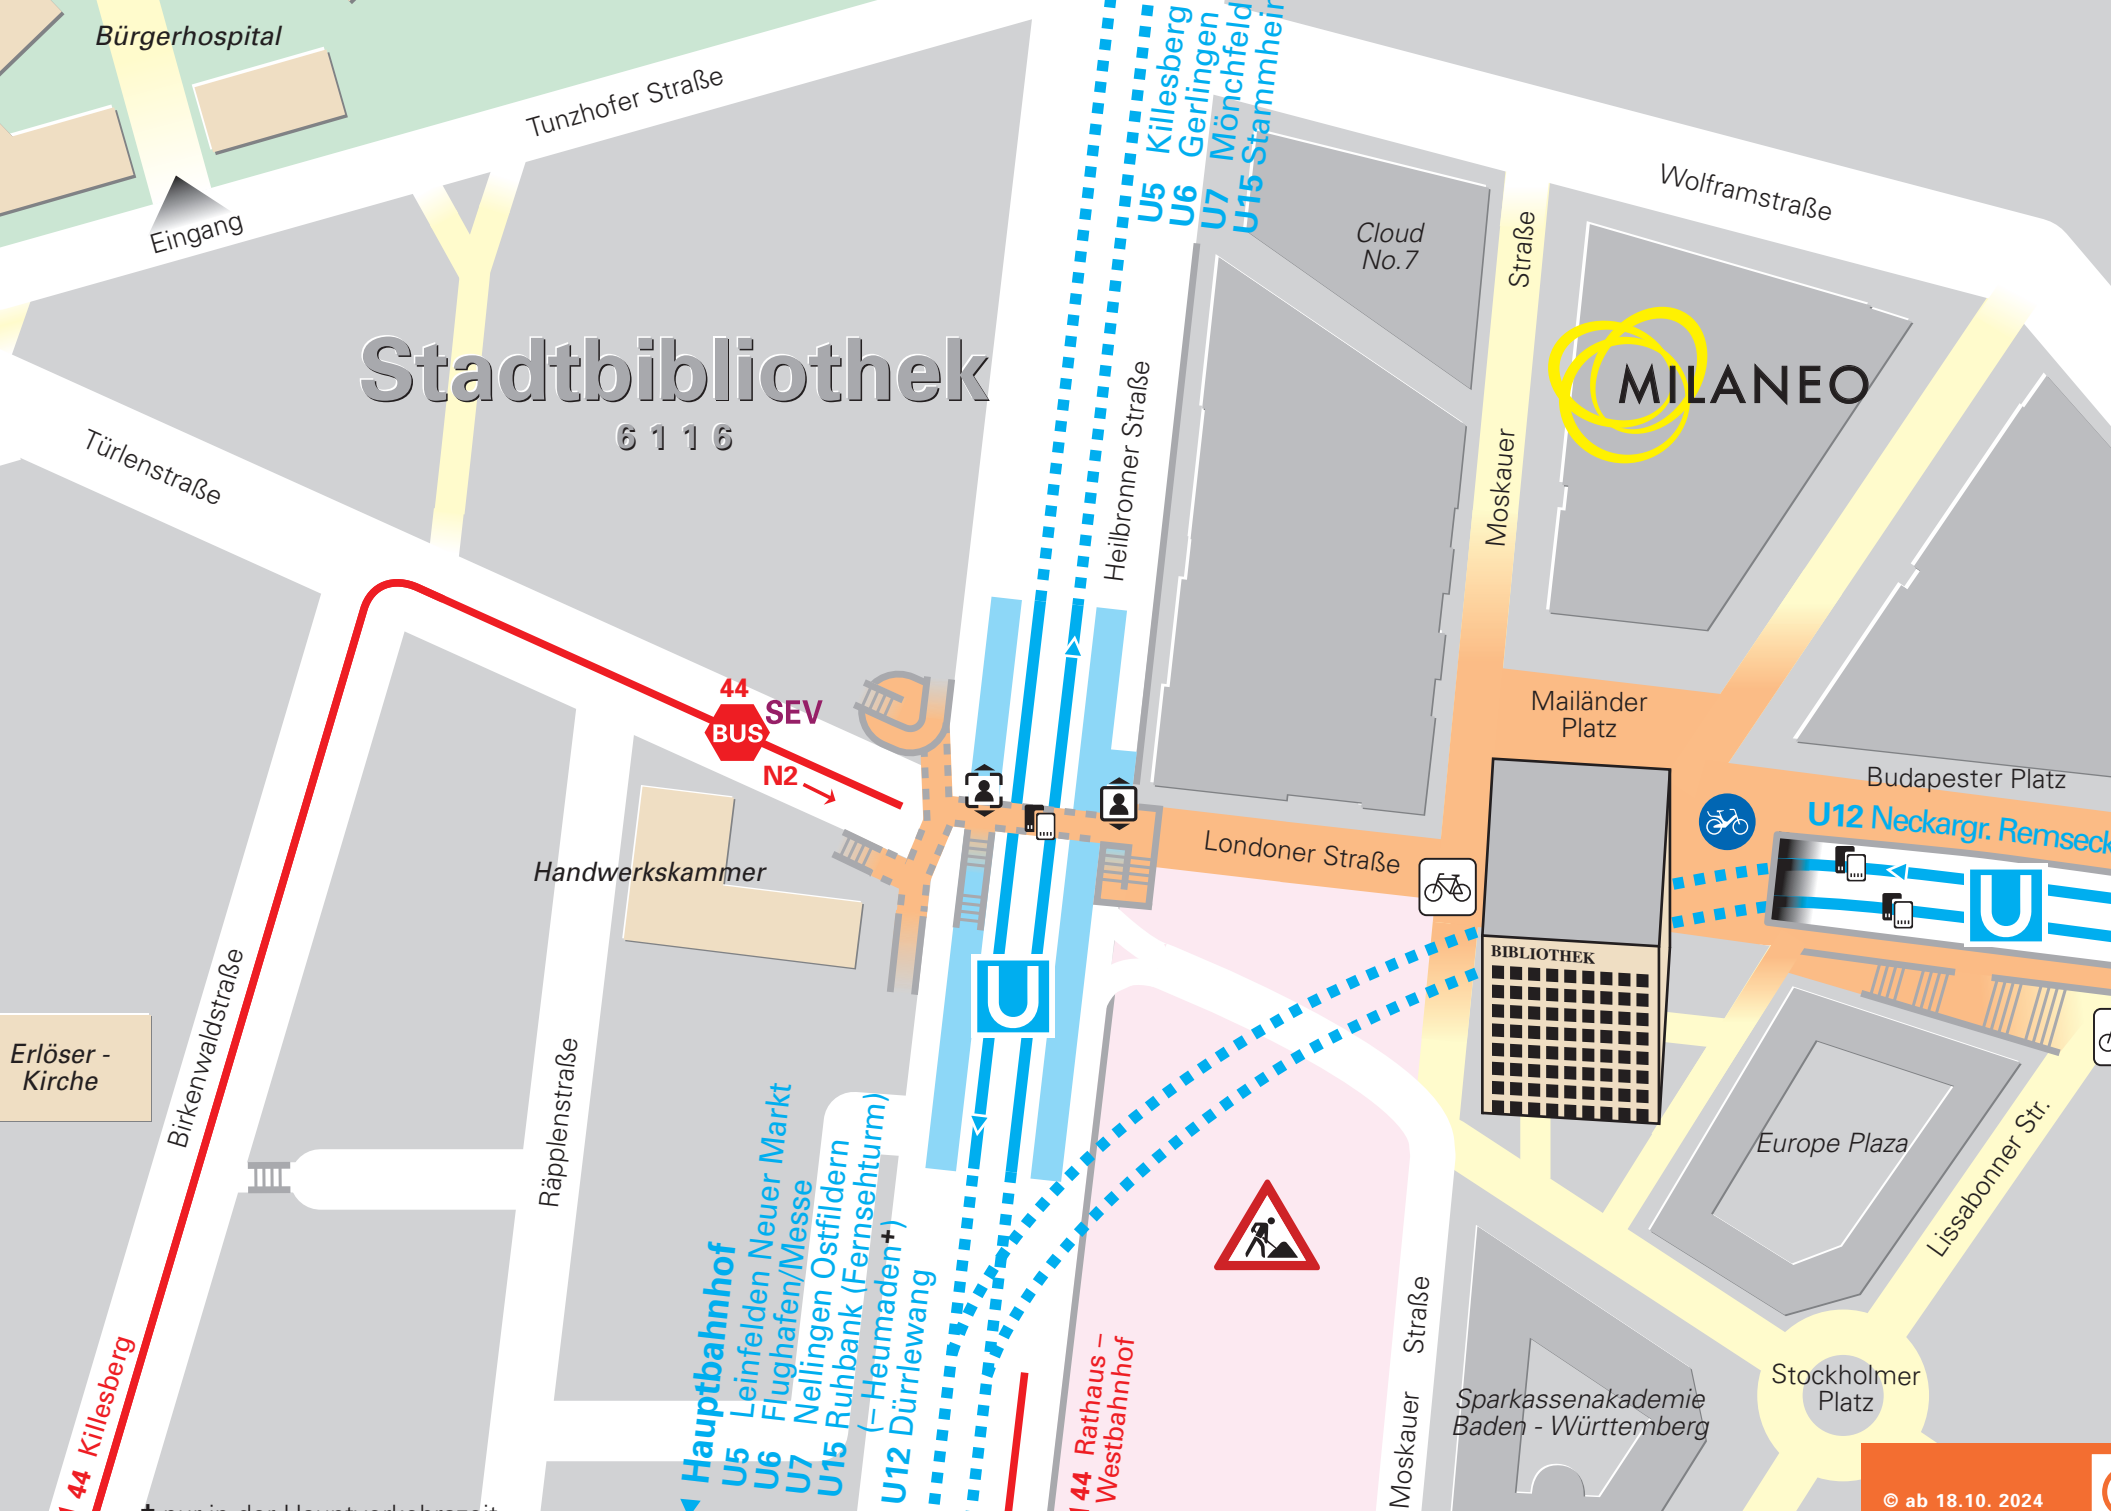 Bürgerhospital
Tunzhofer Straße
Eingang
U5 Killesberg
U6 Gerlingen
U7 Mönchfeld
U15 Stammheim
Wolframstraße
Cloud
No.7
Straße
Moskauer
MILANEO
Stadtbibliothek
6116
Türlenstraße
Heilbronner Straße
44
BUS
SEV
N2
Mailänder
Platz
Budapester Platz
U12 Neckargr. Remseck
Londoner Straße
Handwerkskammer
U
U
BIBLIOTHEK
Birkenwaldstraße
Erlöser -
Kirche
Räpplenstraße
Europe Plaza
Lissabonner Str.
Hauptbahnhof
U5 Leinfelden Neuer Markt
U6 Flughafen/Messe
U7 Nellingen Ostfildern
U15 Ruhbank (Fernsehturm)
(– Heumaden✝)
U12 Dürrlewang
44 Killesberg
44 Rathaus –
Westbahnhof
Moskauer Straße
Sparkassenakademie
Baden - Württemberg
Stockholmer
Platz
✝ nur in der Hauptverkehrszeit
© ab 18.10. 2024